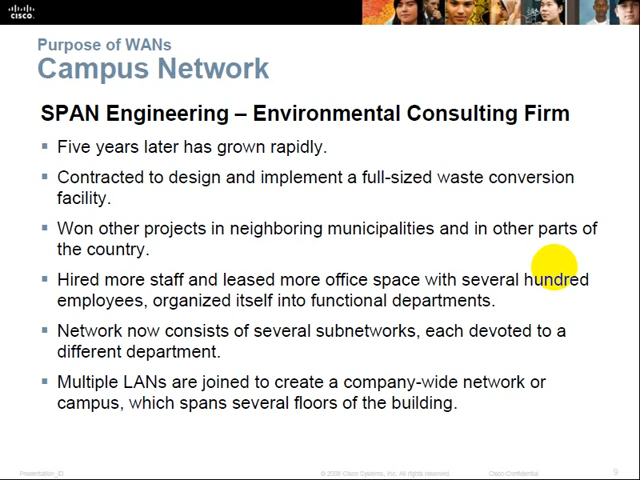 CISCO
Purpose of WANs
Campus Network
SPAN Engineering – Environmental Consulting Firm
Five years later has grown rapidly.
Contracted to design and implement a full-sized waste conversion
facility.
Won other projects in neighboring municipalities and in other parts of
the country.
Hired more staff and leased more office space with several hundred
employees, organized itself into functional departments.
Network now consists of several subnetworks, each devoted to a
different department.
Multiple LANs are joined to create a company-wide network or
campus, which spans several floors of the building.
Presentation_ID
© 2008 Cisco Systems, Inc. All rights reserved.
Cisco Confidential
9